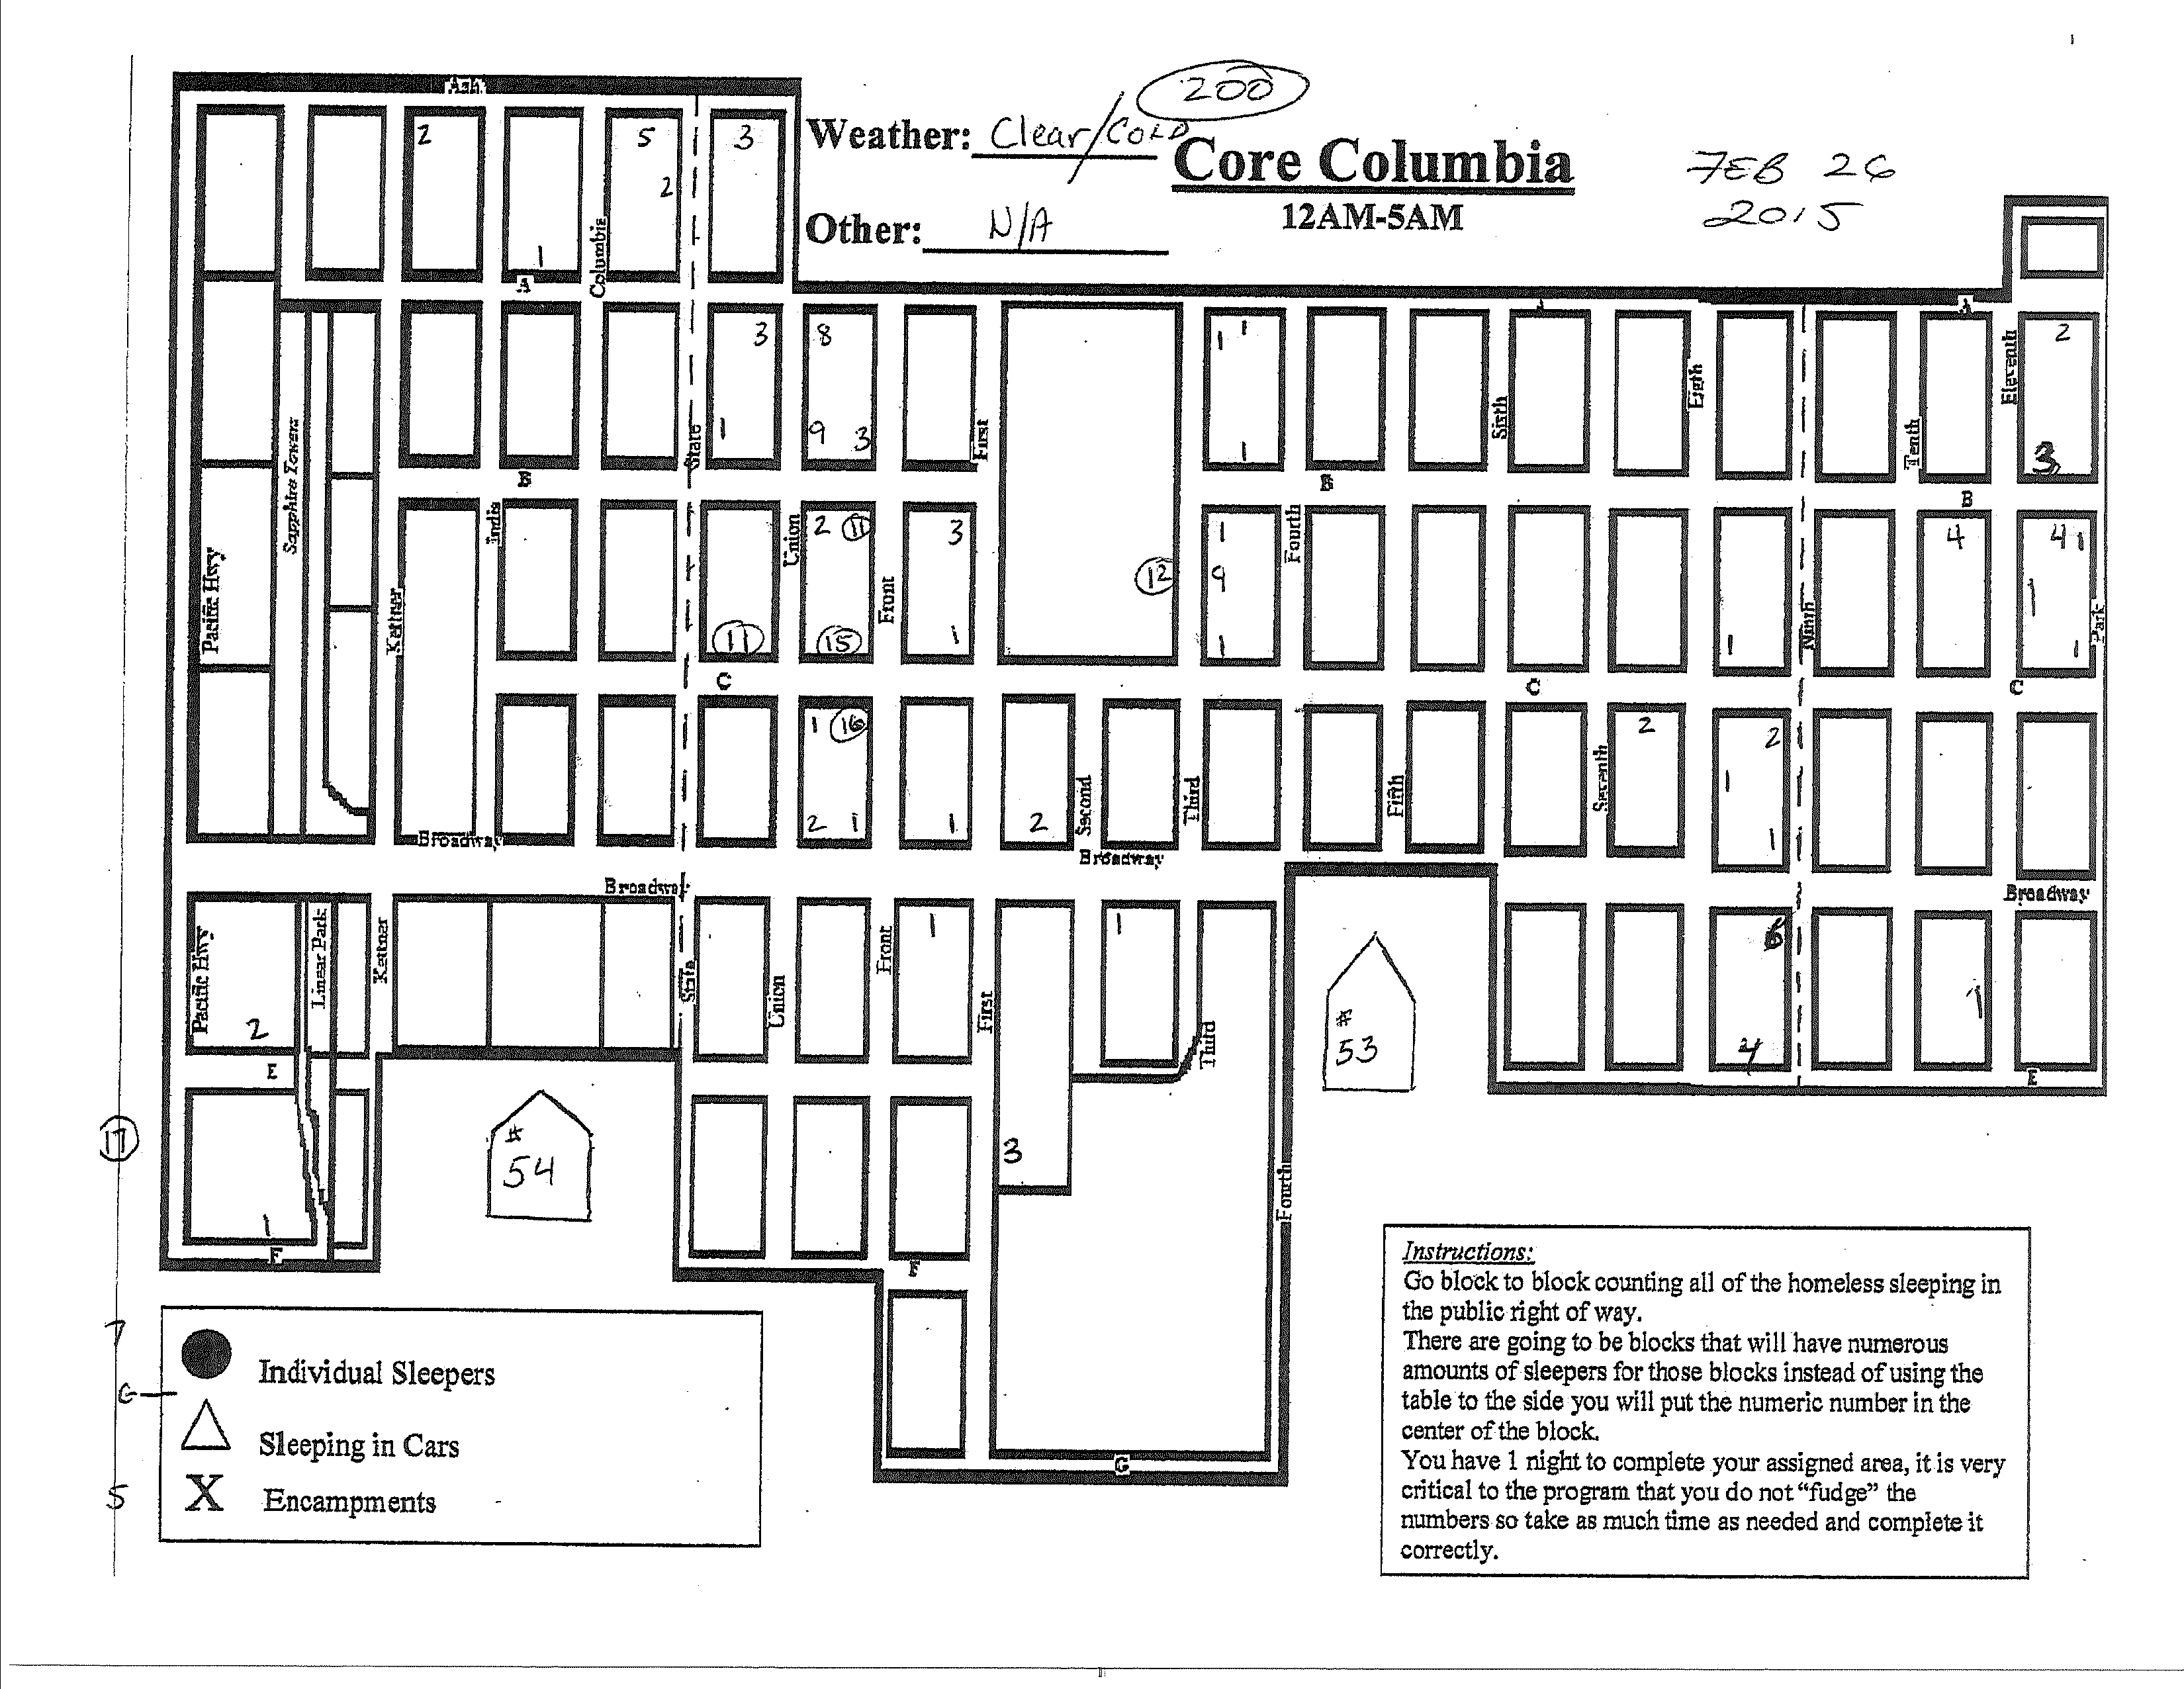 200
Ash
Weather: Clear/COLD
Core Columbia
FEB 26
2015
12AM-5AM
Other: N/A
2
5
3
2
1
A
Columbia
A
A
3
8
1
1
2
1
9
3
1
3
State
First
Sixth
Eigth
Tenth
Eleventh
Sapphire Towers
B
B
B
Pacific Hwy
Kettner
India
Union
Front
Fourth
Ninth
Park
2
11
3
1
4
4
1
12
9
1
11
15
1
1
1
1
C
C
C
1
16
2
2
1
2
1
1
2
1
Second
Third
Fifth
Seventh
Broadway
Broadway
Broadway
Broadway
Pacific Hwy
Linear Park
Kettner
State
Union
Front
First
Third
1
1
6
1
2
4
#
53
E
E
17
#
54
3
1
Fourth
F
F
G
7
6
5
Individual Sleepers
Sleeping in Cars
X Encampments
Instructions:
Go block to block counting all of the homeless sleeping in
the public right of way.
There are going to be blocks that will have numerous
amounts of sleepers for those blocks instead of using the
table to the side you will put the numeric number in the
center of the block.
You have 1 night to complete your assigned area, it is very
critical to the program that you do not "fudge" the
numbers so take as much time as needed and complete it
correctly.